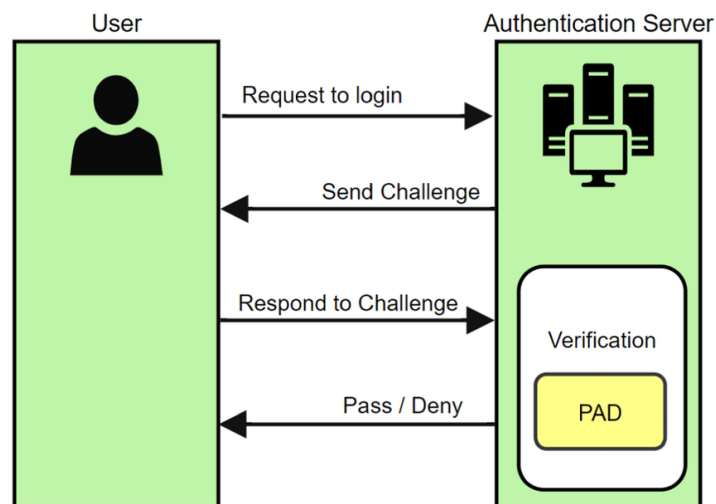 User
Authentication Server
Request to login
Send Challenge
Respond to Challenge
Verification
PAD
Pass / Deny